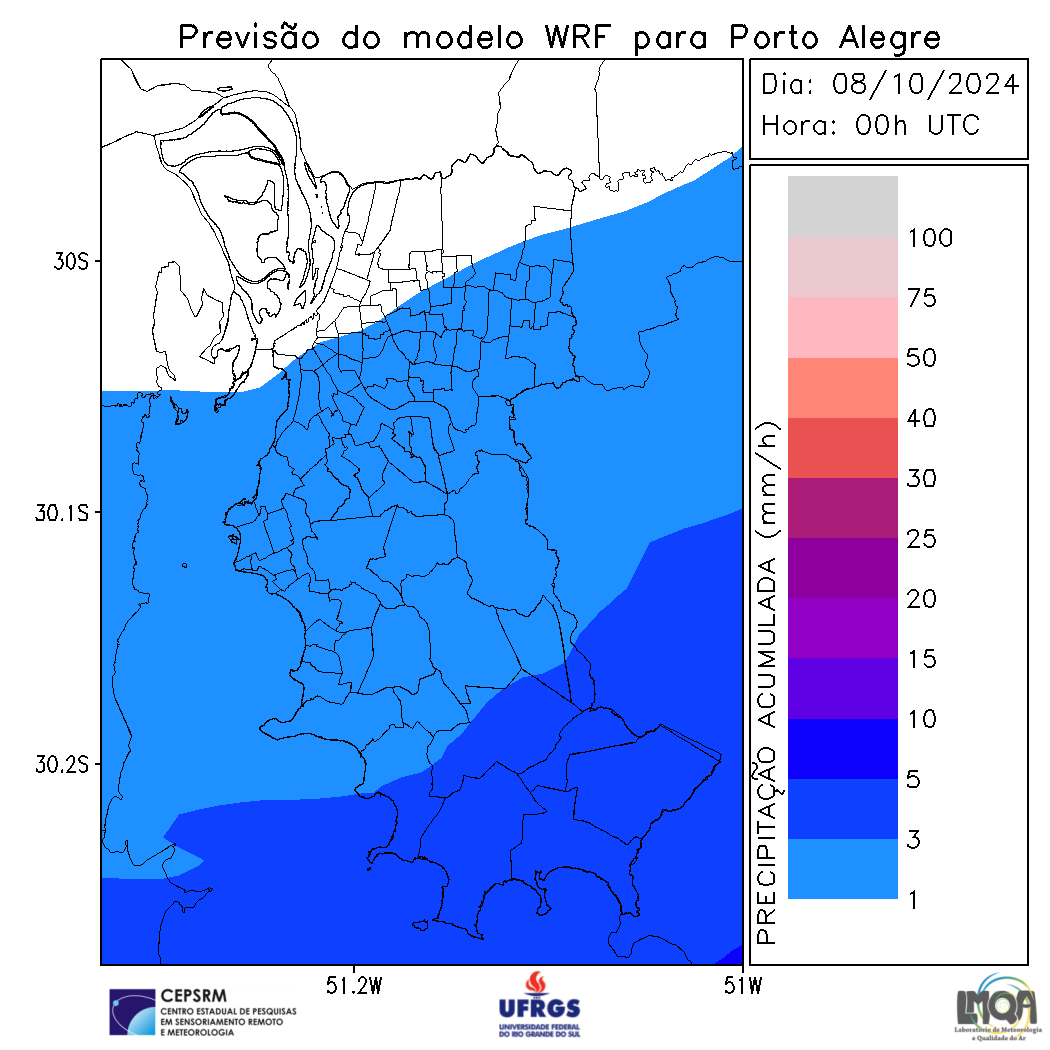 Previsão do modelo WRF para Porto Alegre
Dia: 08/10/2024
Hora: 00h UTC
30S
30.1S
30.2S
51.2W
51W
PRECIPITAÇÃO ACUMULADA (mm/h)
100
75
50
40
30
25
20
15
10
5
3
1
CEPSRM
CENTRO ESTADUAL DE PESQUISAS
EM SENSORIAMENTO REMOTO
E METEOROLOGIA
UFRGS
UNIVERSIDADE FEDERAL
DO RIO GRANDE DO SUL
LMQA
Laboratório de Meteorologia
e Qualidade do Ar